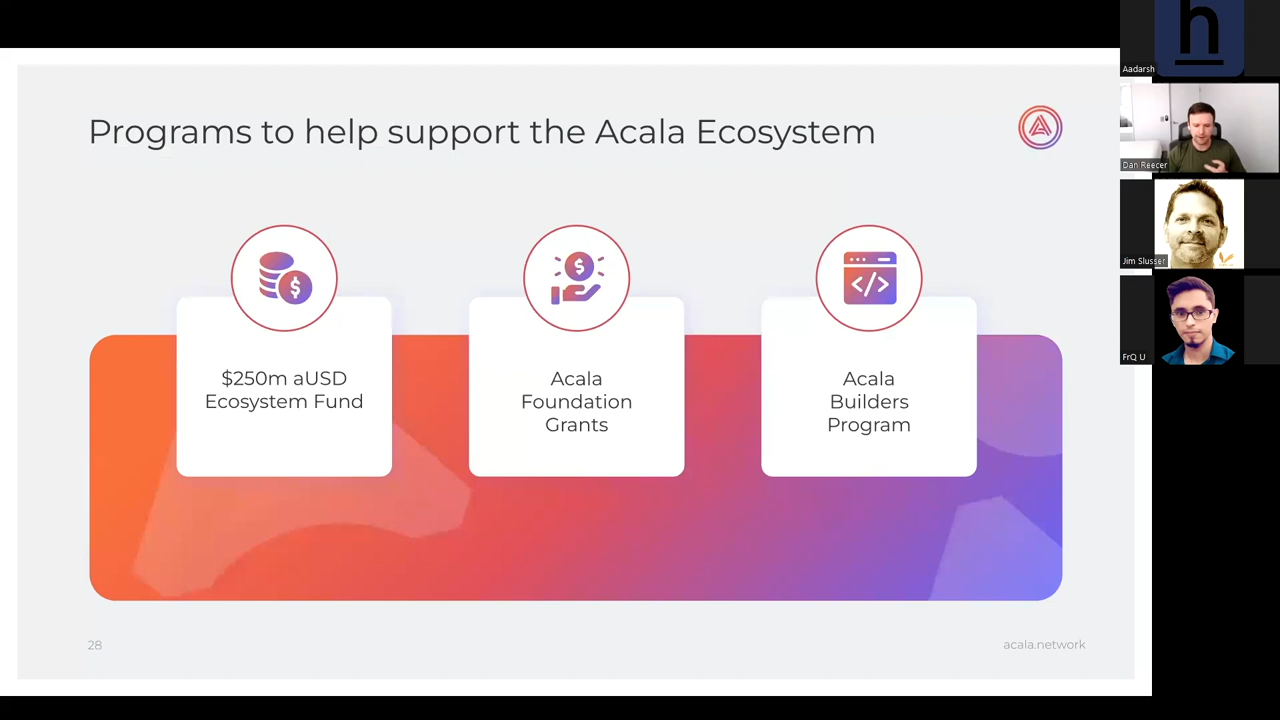 Programs to help support the Acala Ecosystem
$250m aUSD
Ecosystem Fund
Acala
Foundation
Grants
Acala
Builders
Program
28
acala.network
h
Aadarsh
Dan Reecer
Jim Slusser
FrQ U